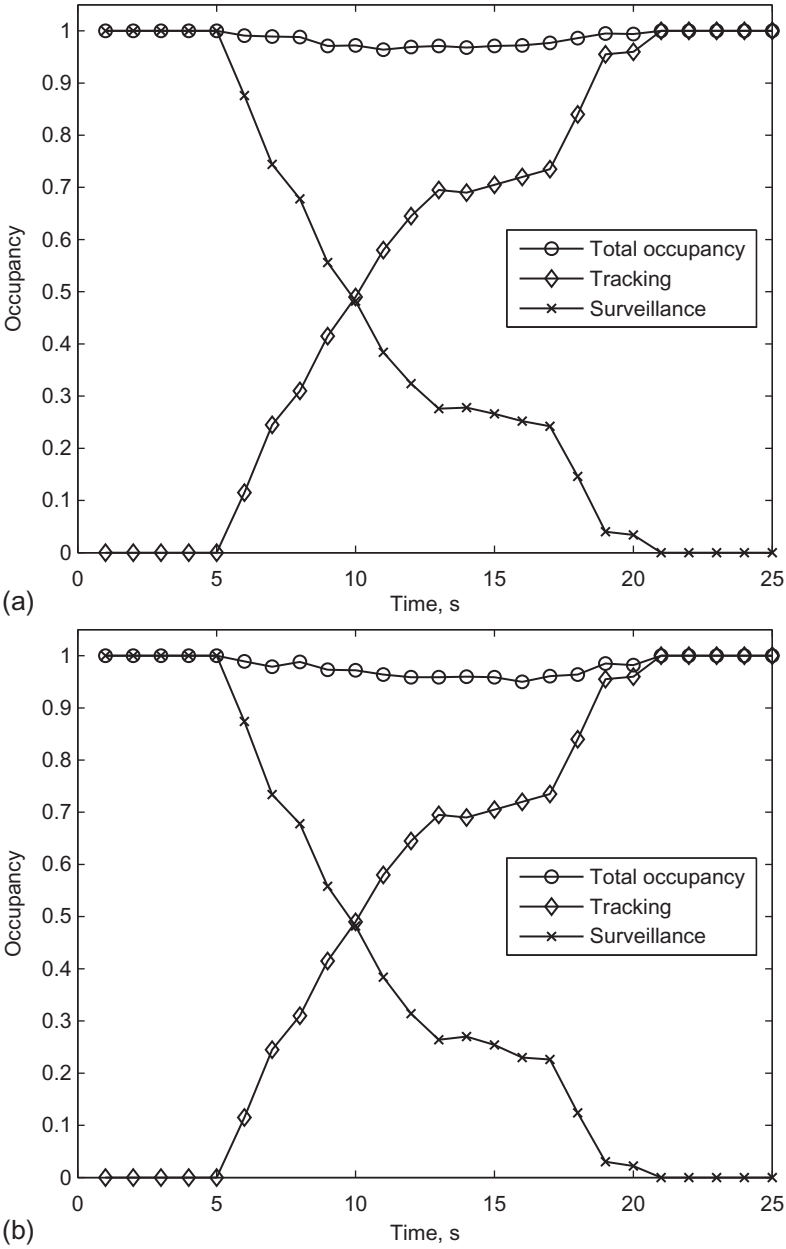 1
0.9
0.8
0.7
0.6
0.5
0.4
0.3
0.2
0.1
0
Occupancy
Total occupancy
Tracking
Surveillance
0 5 10 15 20 25
Time, s
(a)
1
0.9
0.8
0.7
0.6
0.5
0.4
0.3
0.2
0.1
0
Occupancy
Total occupancy
Tracking
Surveillance
0 5 10 15 20 25
Time, s
(b)